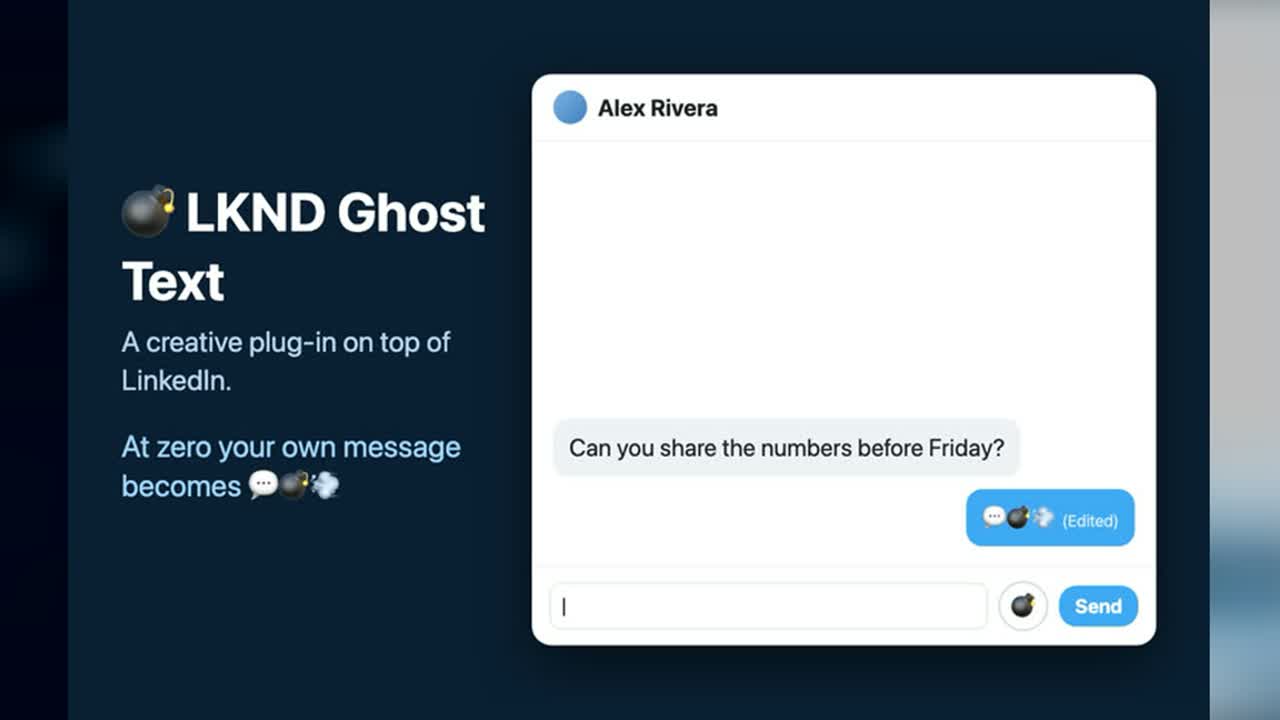 💣 LKND Ghost
Text
A creative plug-in on top of
LinkedIn.
At zero your own message
becomes 💬💣💨
Alex Rivera
Can you share the numbers before Friday?
💬💣💨 (Edited)
Send